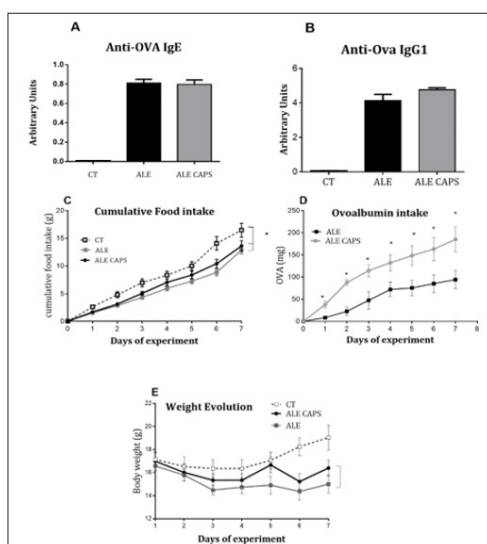 A
Anti-OVA IgE
Arbitrary Units
1.0
0.8
0.6
0.4
0.2
0.0
CT
ALE
ALE CAPS
B
Anti-Ova IgG1
Arbitrary Units
6
4
2
0
CT
ALE
ALE CAPS
C
Cumulative Food intake
cumulative food intake (g)
20
15
10
5
0
CT
ALE
ALE CAPS
*
0 1 2 3 4 5 6 7
Days of experiment
D
Ovoalbumin intake
OVA (mg)
250
200
150
100
50
0
ALE
ALE CAPS
* * * * * * *
0 1 2 3 4 5 6 7 8
Days of experiment
E
Weight Evolution
Body weight (g)
22
20
18
16
14
12
CT
ALE CAPS
ALE
1 2 3 4 5 6 7
Days of experiment